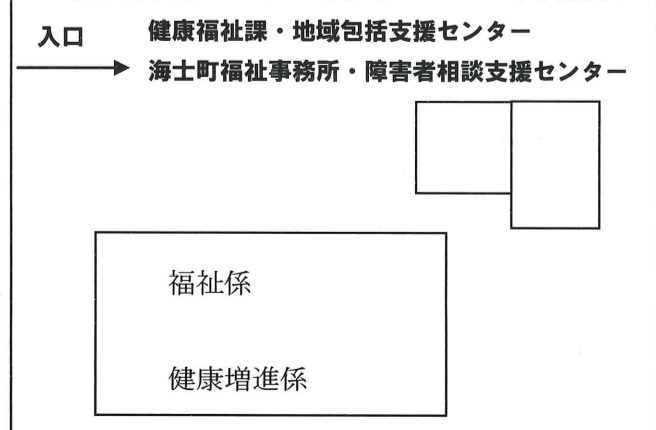 入口
健康福祉課・地域包括支援センター
海士町福祉事務所・障害者相談支援センター
福祉係
健康増進係